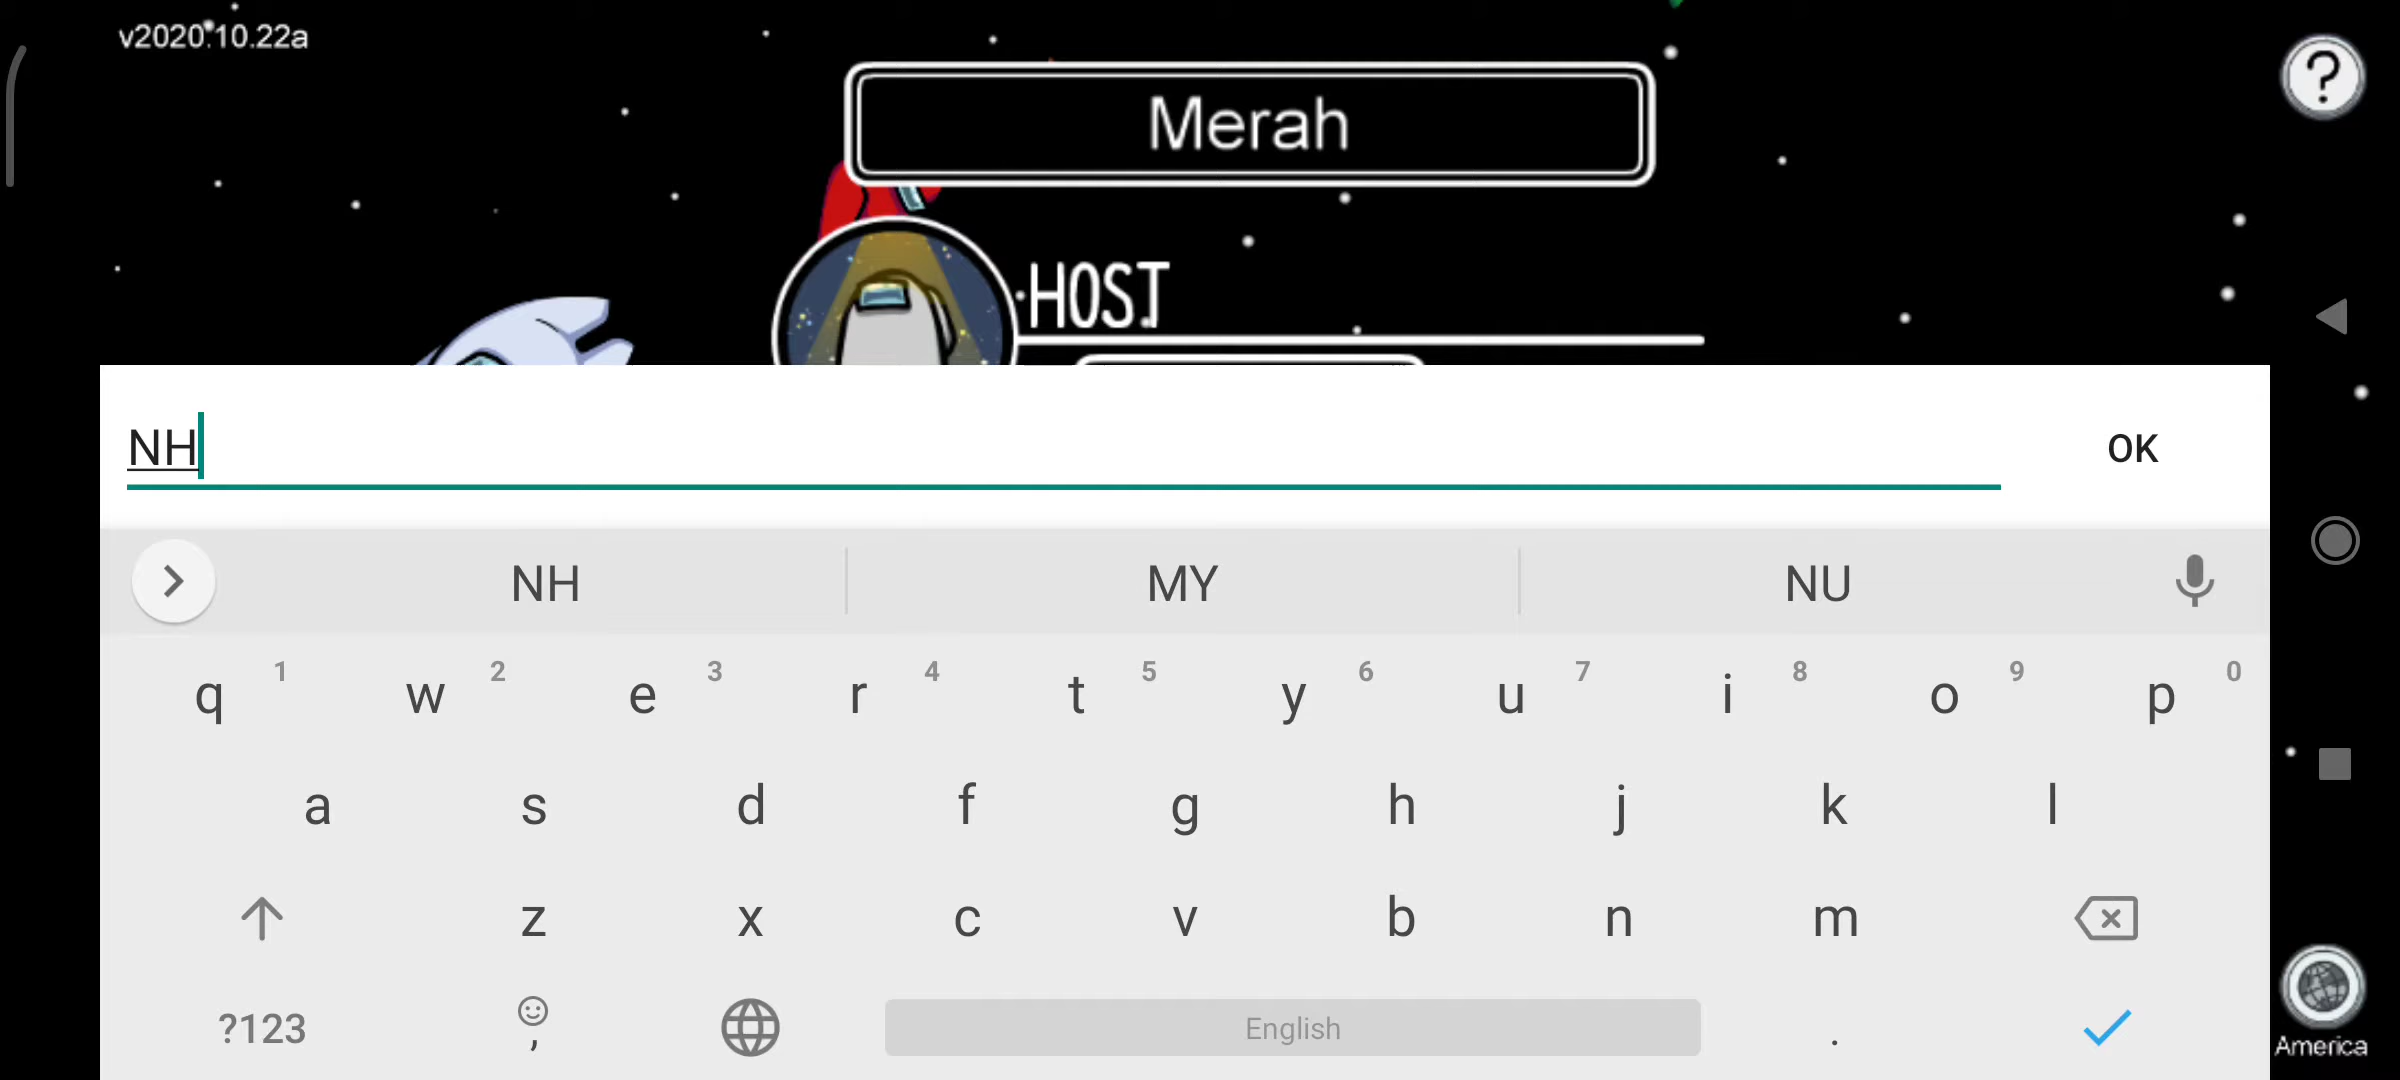 v2020.10.22a
?
Merah
HOST
NH
OK
NH MY NU
q 1 w 2 e 3 r 4 t 5 y 6 u 7 i 8 o 9 p 0
a s d f g h j k l
z x c v b n m
?123 , English .
America